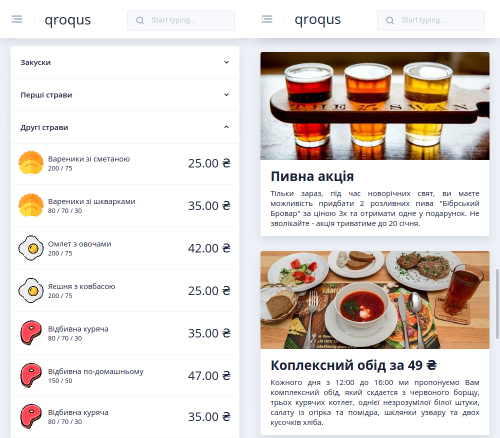 qroqus
Start typing...
Закуски
Перші страви
Другі страви
Вареники зі сметаною
200 / 75
25.00 ₴
Вареники зі шкварками
80 / 70 / 30
35.00 ₴
Омлет з овочами
200 / 75
42.00 ₴
Яєшня з ковбасою
200 / 75
25.00 ₴
Відбивна куряча
80 / 70 / 30
35.00 ₴
Відбивна по-домашньому
150 / 50
47.00 ₴
Відбивна куряча
80 / 70 / 30
35.00 ₴
qroqus
Start typing...
THE SWAN
Пивна акція
Тільки зараз, під час новорічних свят, ви маєте
можливість придбати 2 розливних пива "Бібрський
Бровар" за ціною 3х та отримати одне у подарунок. Не
зволікайте - акція триватиме до 20 січня.
Коплексний обід за 49 ₴
Кожного дня з 12:00 до 16:00 ми пропонуємо Вам
комплексний обід, який складається з червоного борщу,
трьох курячих котлет, однієї незрозумілої білої штуки,
салату із огірка та помідра, шклянки узвару та двох
кусочків хліба.